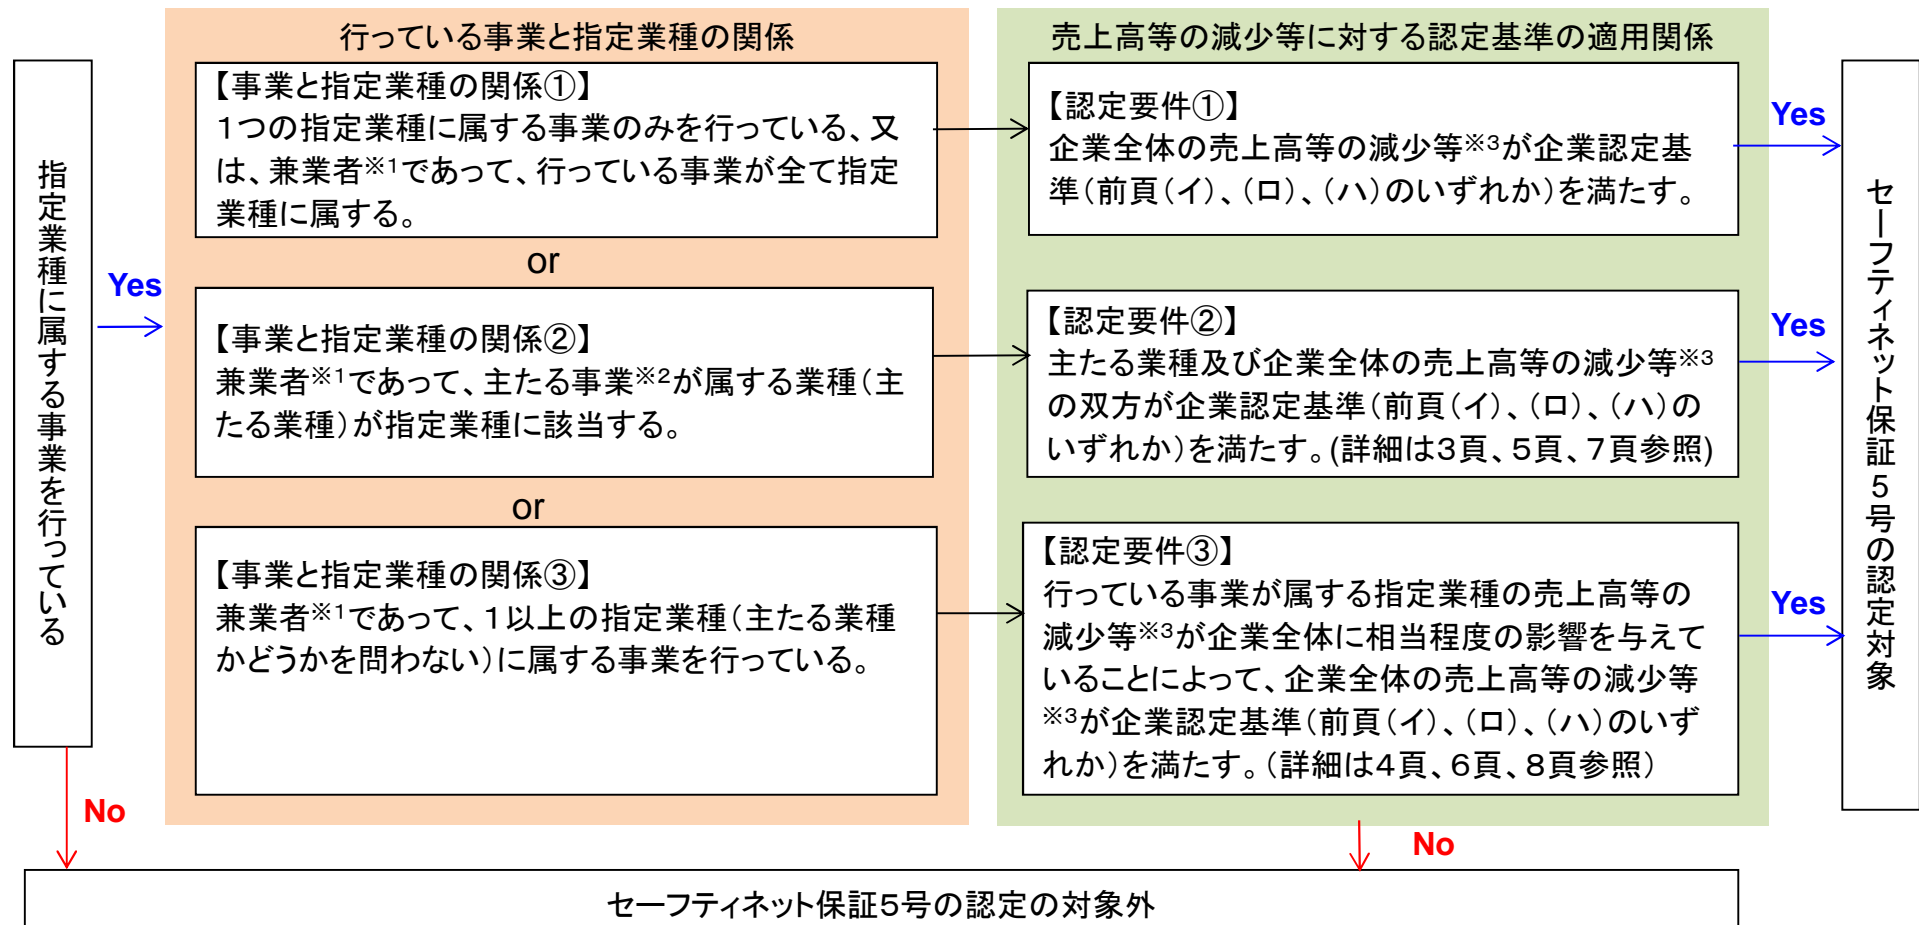 指定業種に属する事業を行っている
Yes
No
行っている事業と指定業種の関係
【事業と指定業種の関係①】
1つの指定業種に属する事業のみを行っている、又
は、兼業者※1であって、行っている事業が全て指定
業種に属する。
or
【事業と指定業種の関係②】
兼業者※1であって、主たる事業※2が属する業種（主
たる業種）が指定業種に該当する。
or
【事業と指定業種の関係③】
兼業者※1であって、1以上の指定業種（主たる業種
かどうかを問わない）に属する事業を行っている。
売上高等の減少等に対する認定基準の適用関係
【認定要件①】
企業全体の売上高等の減少等※3が企業認定基
準（前頁（イ）、（ロ）、（ハ）のいずれか）を満たす。
Yes
【認定要件②】
主たる業種及び企業全体の売上高等の減少等※3
の双方が企業認定基準（前頁（イ）、（ロ）、（ハ）の
いずれか）を満たす。(詳細は3頁、5頁、7頁参照)
Yes
【認定要件③】
行っている事業が属する指定業種の売上高等の
減少等※3が企業全体に相当程度の影響を与えて
いることによって、企業全体の売上高等の減少等
※3が企業認定基準（前頁（イ）、（ロ）、（ハ）のいず
れか）を満たす。（詳細は4頁、6頁、8頁参照）
Yes
No
セーフティネット保証5号の認定対象
セーフティネット保証5号の認定の対象外